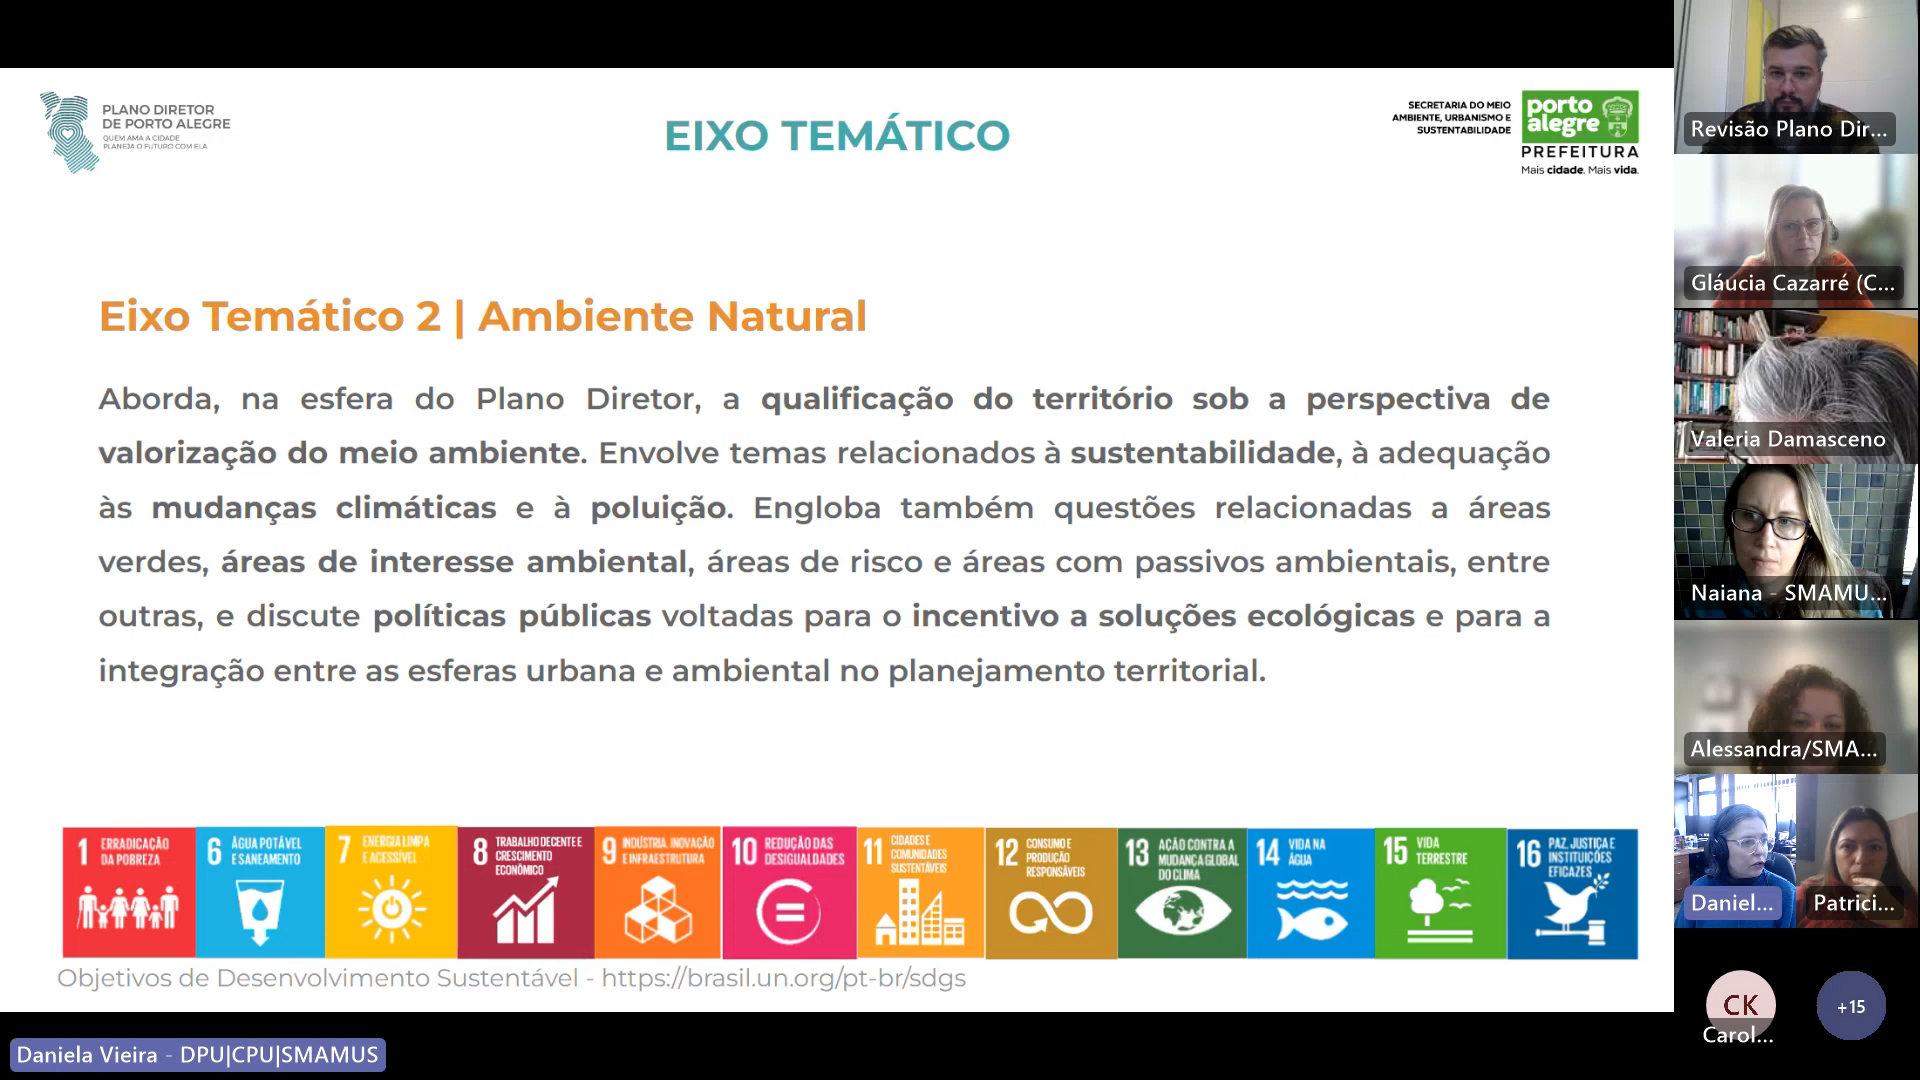 PLANO DIRETOR
DE PORTO ALEGRE
QUEM AMA A CIDADE
PLANEJA O FUTURO COM ELA
EIXO TEMÁTICO
SECRETARIA DO MEIO
AMBIENTE, URBANISMO E
SUSTENTABILIDADE
porto
alegre
PREFEITURA
Mais cidade. Mais vida.
Eixo Temático 2 | Ambiente Natural
Aborda, na esfera do Plano Diretor, a qualificação do território sob a perspectiva de
valorização do meio ambiente. Envolve temas relacionados à sustentabilidade, à adequação
às mudanças climáticas e à poluição. Engloba também questões relacionadas a áreas
verdes, áreas de interesse ambiental, áreas de risco e áreas com passivos ambientais, entre
outras, e discute políticas públicas voltadas para o incentivo a soluções ecológicas e para a
integração entre as esferas urbana e ambiental no planejamento territorial.
1 ERRADICAÇÃO
DA POBREZA
6 ÁGUA POTÁVEL
E SANEAMENTO
7 ENERGIA LIMPA
E ACESSÍVEL
8 TRABALHO DECENTE E
CRESCIMENTO
ECONÔMICO
9 INDÚSTRIA, INOVAÇÃO
E INFRAESTRUTURA
10 REDUÇÃO DAS
DESIGUALDADES
11 CIDADES E
COMUNIDADES
SUSTENTÁVEIS
12 CONSUMO E
PRODUÇÃO
RESPONSÁVEIS
13 AÇÃO CONTRA A
MUDANÇA GLOBAL
DO CLIMA
14 VIDA NA
ÁGUA
15 VIDA
TERRESTRE
16 PAZ, JUSTIÇA E
INSTITUIÇÕES
EFICAZES
Objetivos de Desenvolvimento Sustentável - https://brasil.un.org/pt-br/sdgs
Daniela Vieira - DPU|CPU|SMAMUS
Revisão Plano Dir...
Gláucia Cazarré (C...
Valeria Damasceno
Naiana - SMAMU...
Alessandra/SMA...
Daniel...
Patrici...
CK
Carol...
+15